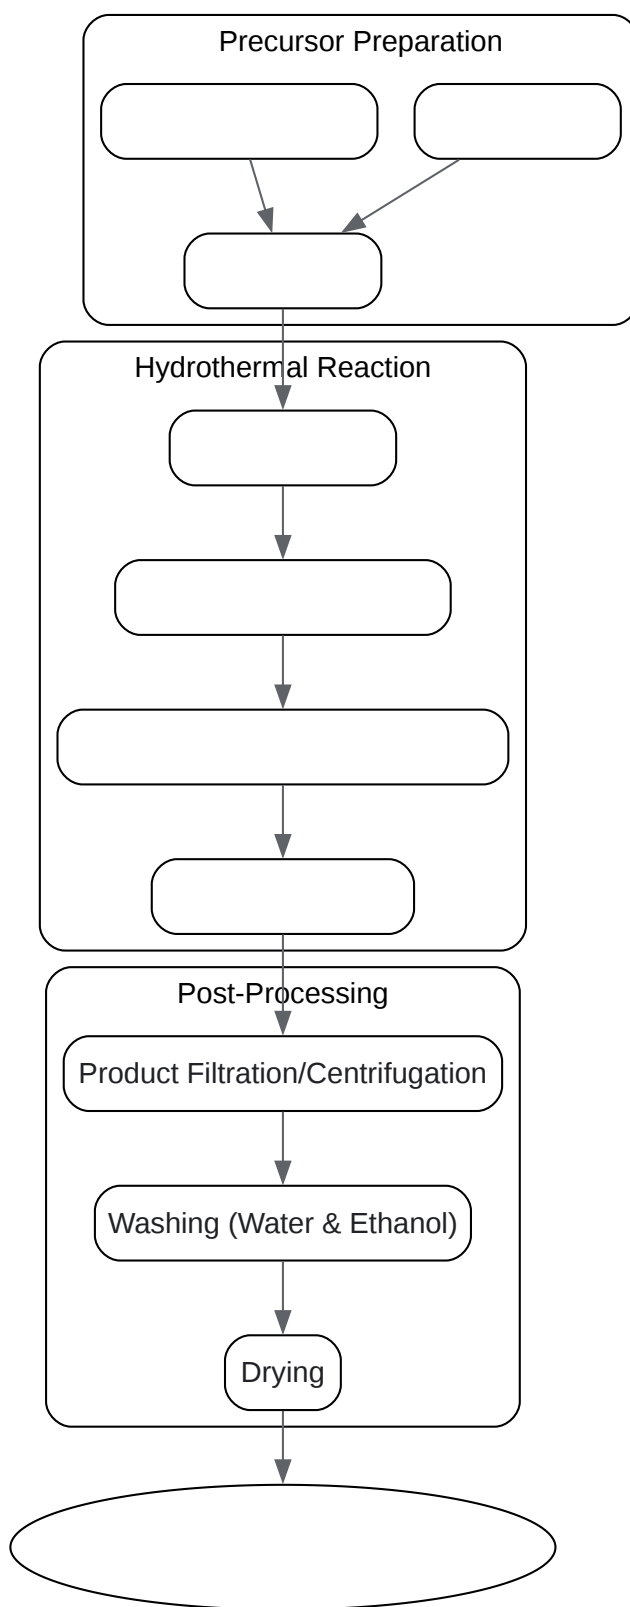 Precursor Preparation
Hydrothermal Reaction
Post-Processing
Product Filtration/Centrifugation
Washing (Water & Ethanol)
Drying